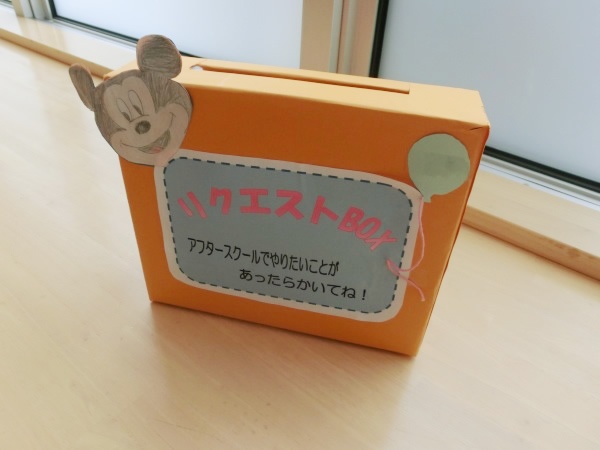 リクエストBOX
アフタースクールでやりたいことが
あったらかいてね！